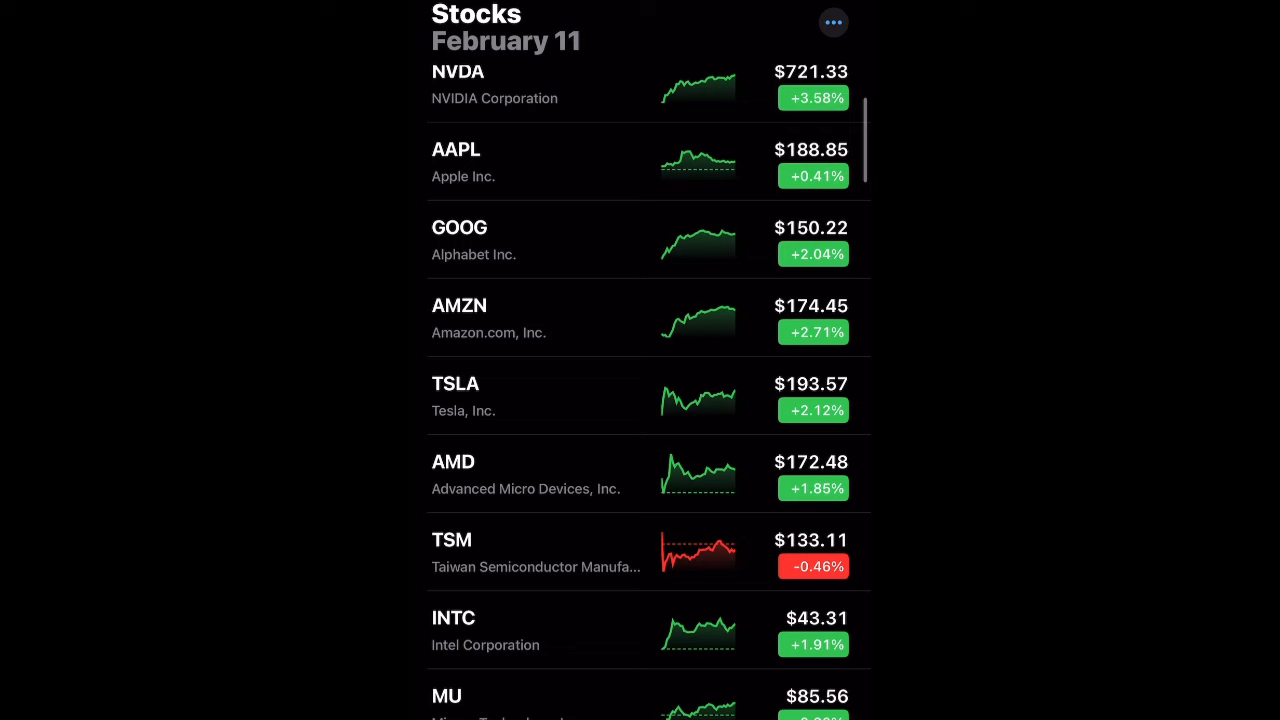 Stocks
February 11
NVDA
$721.33
NVIDIA Corporation
+3.58%
AAPL
$188.85
Apple Inc.
+0.41%
GOOG
$150.22
Alphabet Inc.
+2.04%
AMZN
$174.45
Amazon.com, Inc.
+2.71%
TSLA
$193.57
Tesla, Inc.
+2.12%
AMD
$172.48
Advanced Micro Devices, Inc.
+1.85%
TSM
$133.11
Taiwan Semiconductor Manufa...
-0.46%
INTC
$43.31
Intel Corporation
+1.91%
MU
$85.56